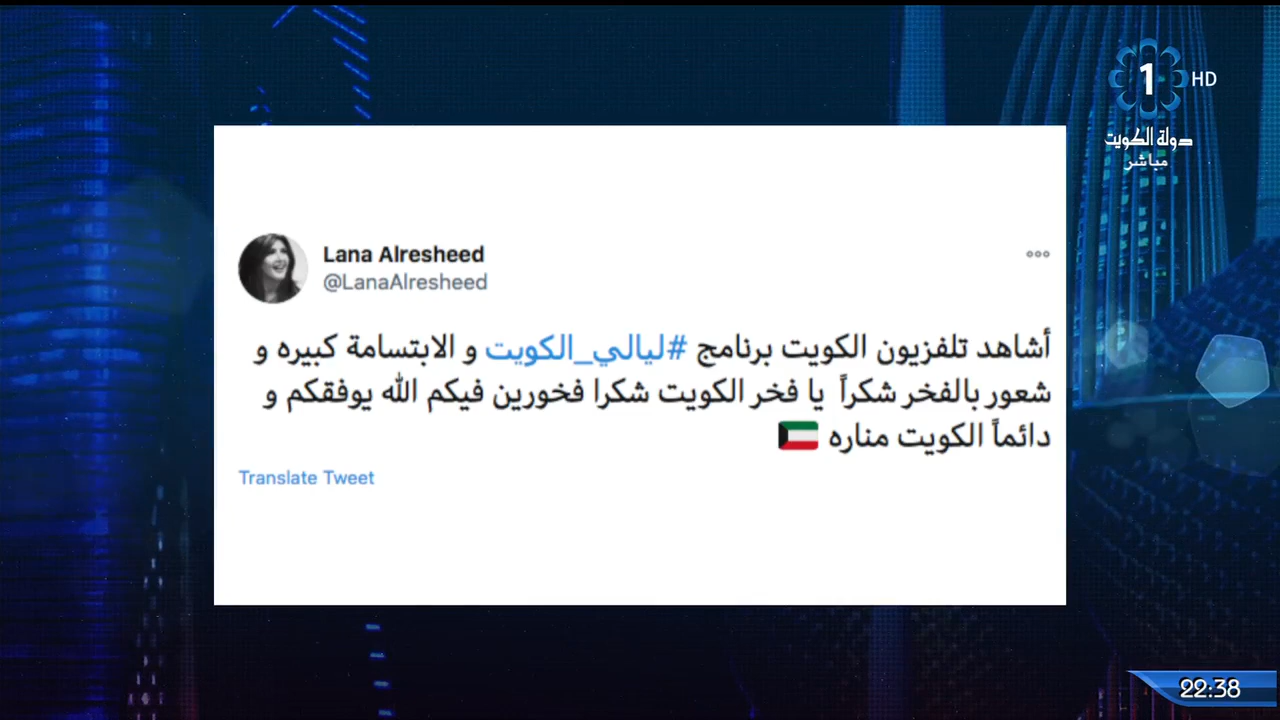 1 HD
دولة الكويت
مباشر
Lana Alresheed
@LanaAlresheed
أشاهد تلفزيون الكويت برنامج #ليالي_الكويت و الابتسامة كبيره و
شعور بالفخر شكراً يا فخر الكويت شكرا فخورين فيكم الله يوفقكم و
دائماً الكويت مناره 🇰🇼
Translate Tweet
22:38